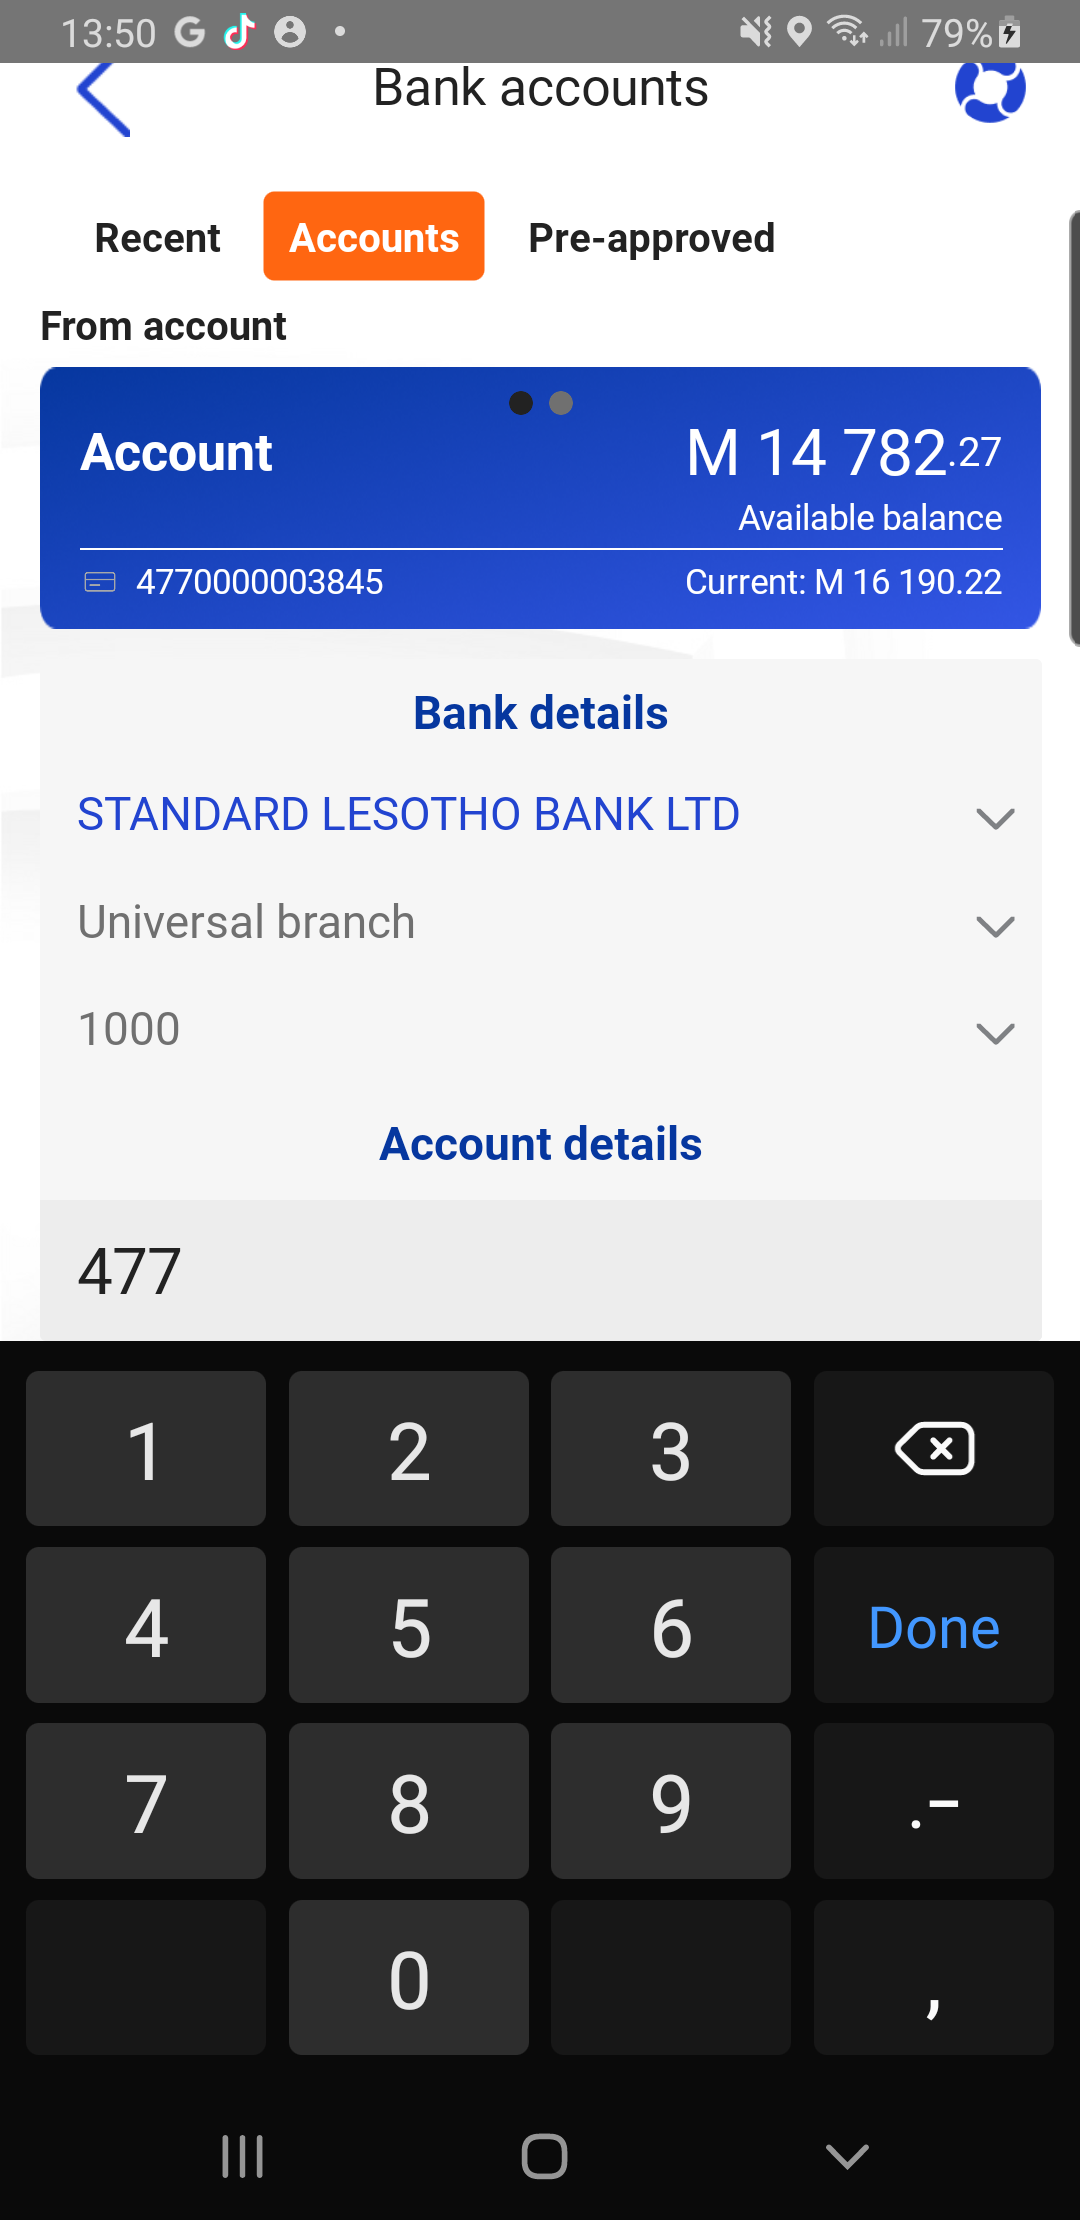 13:50 79%
Bank accounts
Recent Accounts Pre-approved
From account
Account M 14 782.27
Available balance
4770000003845 Current: M 16 190.22
Bank details
STANDARD LESOTHO BANK LTD
Universal branch
1000
Account details
477
1 2 3
4 5 6 Done
7 8 9 .-
0 ,